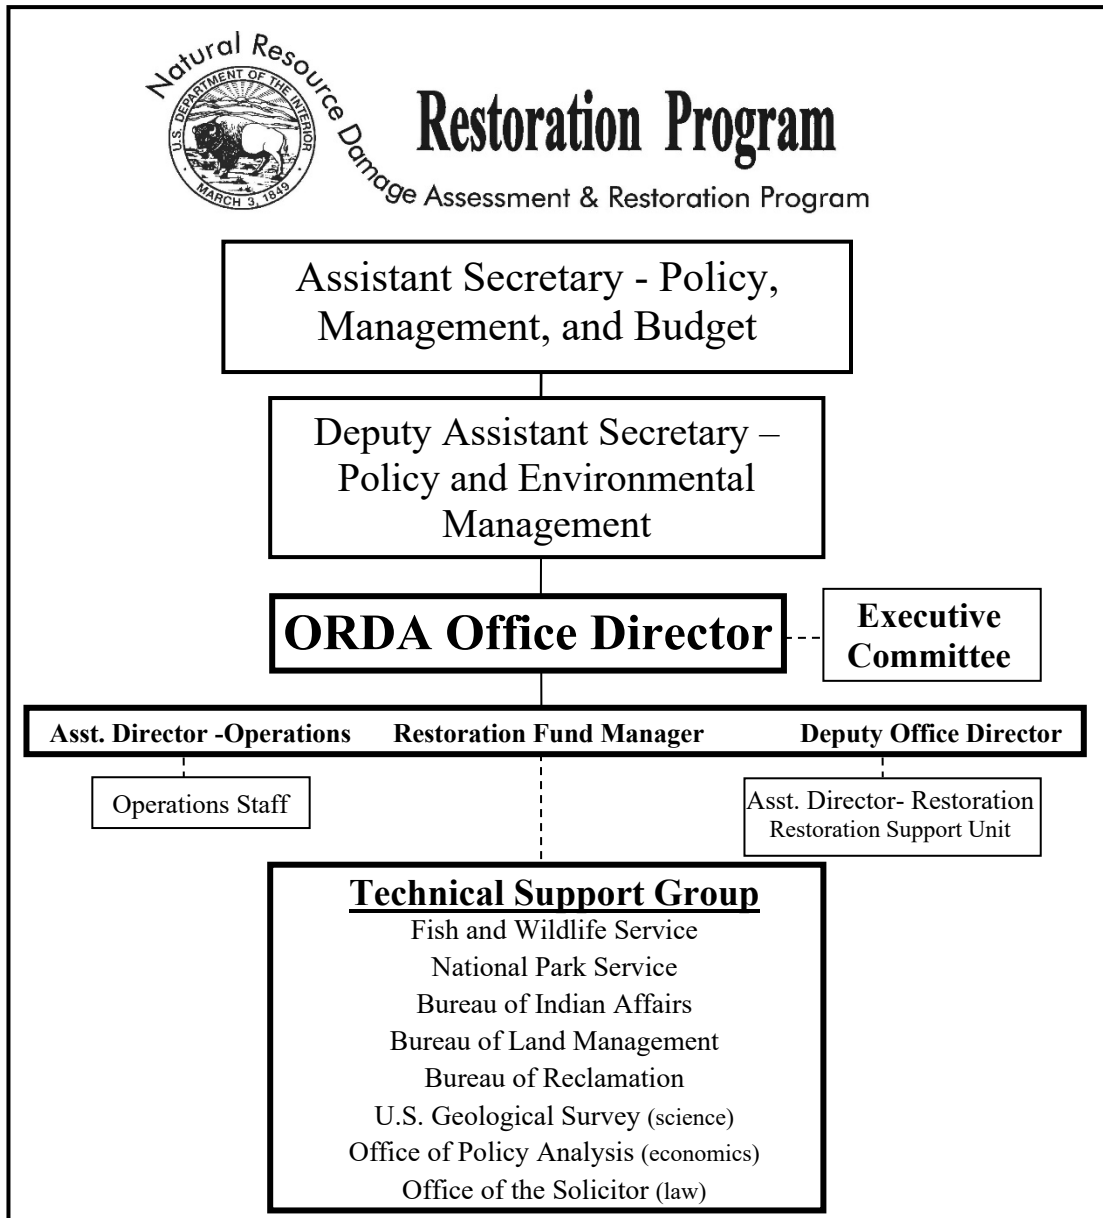 Natural Resource Damage Assessment & Restoration Program
U.S. DEPARTMENT OF THE INTERIOR
MARCH 3, 1849
Restoration Program
Assistant Secretary - Policy,
Management, and Budget
Deputy Assistant Secretary –
Policy and Environmental
Management
ORDA Office Director
Executive
Committee
Asst. Director -Operations
Restoration Fund Manager
Deputy Office Director
Operations Staff
Asst. Director- Restoration
Restoration Support Unit
Technical Support Group
Fish and Wildlife Service
National Park Service
Bureau of Indian Affairs
Bureau of Land Management
Bureau of Reclamation
U.S. Geological Survey (science)
Office of Policy Analysis (economics)
Office of the Solicitor (law)